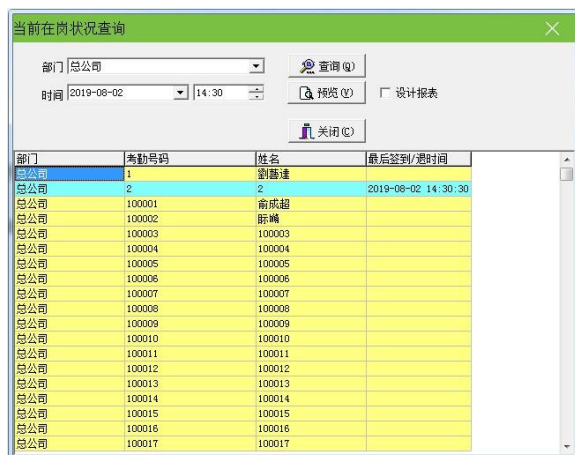 当前在岗状况查询
部门 总公司 查询(Q)
时间 2019-08-02 14:30 预览(V) 设计报表
关闭(C)
部门 考勤号码 姓名 最后签到/退时间
总公司 1 劉藝達
总公司 2 2 2019-08-02 14:30:30
总公司 100001 俞成超
总公司 100002
总公司 100003 100003
总公司 100004 100004
总公司 100005 100005
总公司 100006 100006
总公司 100007 100007
总公司 100008 100008
总公司 100009 100009
总公司 100010 100010
总公司 100011 100011
总公司 100012 100012
总公司 100013 100013
总公司 100014 100014
总公司 100015 100015
总公司 100016 100016
总公司 100017 100017